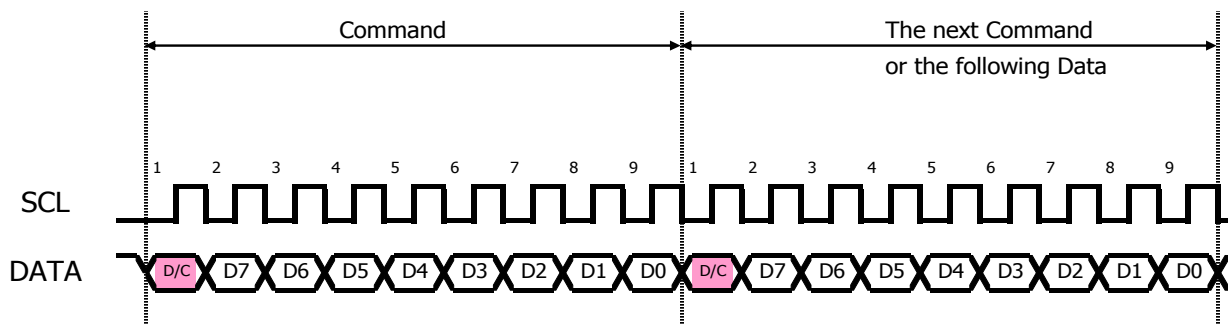 Command
The next Command
or the following Data
1 2 3 4 5 6 7 8 9 1 2 3 4 5 6 7 8 9
SCL
DATA
D/C D7 D6 D5 D4 D3 D2 D1 D0 D/C D7 D6 D5 D4 D3 D2 D1 D0